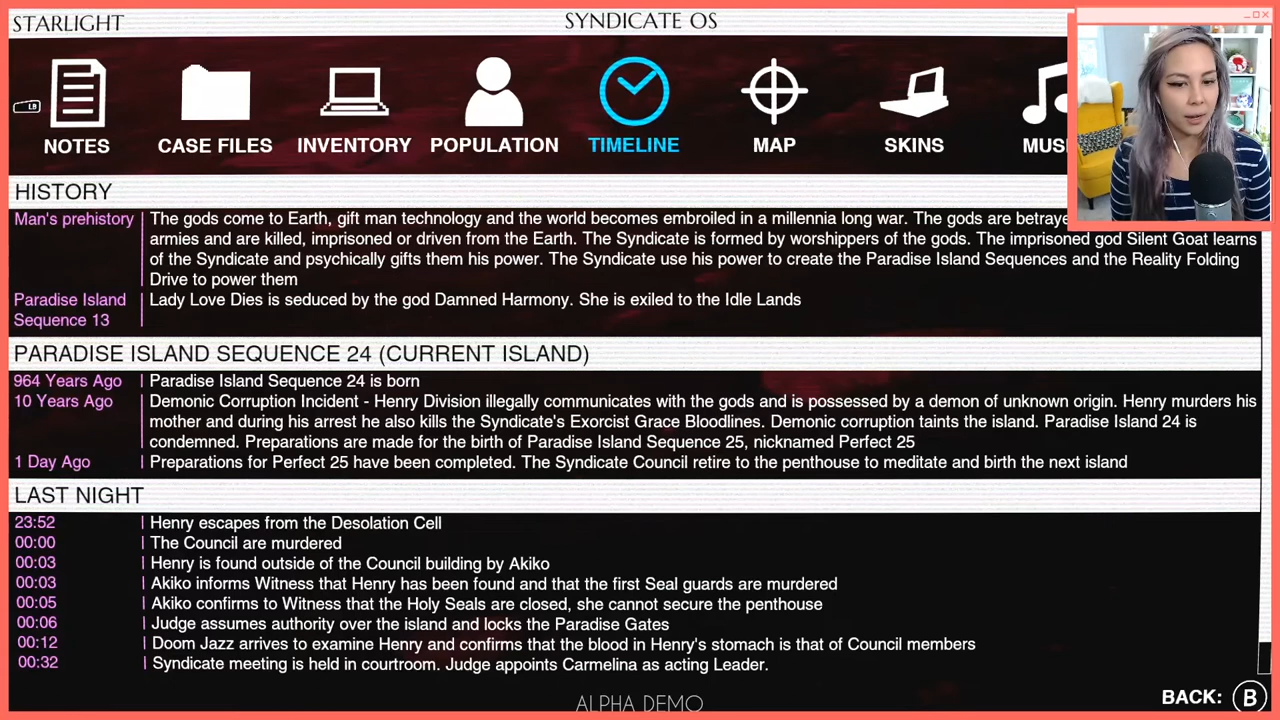 STARLIGHT
SYNDICATE OS
LB
NOTES
CASE FILES
INVENTORY
POPULATION
TIMELINE
MAP
SKINS
HISTORY
Man's prehistory
The gods come to Earth, gift man technology and the world becomes embroiled in a millennia long war. The gods are
armies and are killed, imprisoned or driven from the Earth. The Syndicate is formed by worshippers of the gods. The imprisoned god Silent Goat learns
of the Syndicate and psychically gifts them his power. The Syndicate use his power to create the Paradise Island Sequences and the Reality Folding
Drive to power them
Paradise Island
Sequence 13
Lady Love Dies is seduced by the god Damned Harmony. She is exiled to the Idle Lands
PARADISE ISLAND SEQUENCE 24 (CURRENT ISLAND)
964 Years Ago
Paradise Island Sequence 24 is born
10 Years Ago
Demonic Corruption Incident - Henry Division illegally communicates with the gods and is possessed by a demon of unknown origin. Henry murders his
mother and during his arrest he also kills the Syndicate's Exorcist Grace Bloodlines. Demonic corruption taints the island. Paradise Island 24 is
condemned. Preparations are made for the birth of Paradise Island Sequence 25, nicknamed Perfect 25
1 Day Ago
Preparations for Perfect 25 have been completed. The Syndicate Council retire to the penthouse to meditate and birth the next island
LAST NIGHT
23:52
Henry escapes from the Desolation Cell
00:00
The Council are murdered
00:03
Henry is found outside of the Council building by Akiko
00:03
Akiko informs Witness that Henry has been found and that the first Seal guards are murdered
00:05
Akiko confirms to Witness that the Holy Seals are closed, she cannot secure the penthouse
00:06
Judge assumes authority over the island and locks the Paradise Gates
00:12
Doom Jazz arrives to examine Henry and confirms that the blood in Henry's stomach is that of Council members
00:32
Syndicate meeting is held in courtroom. Judge appoints Carmelina as acting Leader.
ALPHA DEMO
BACK: B